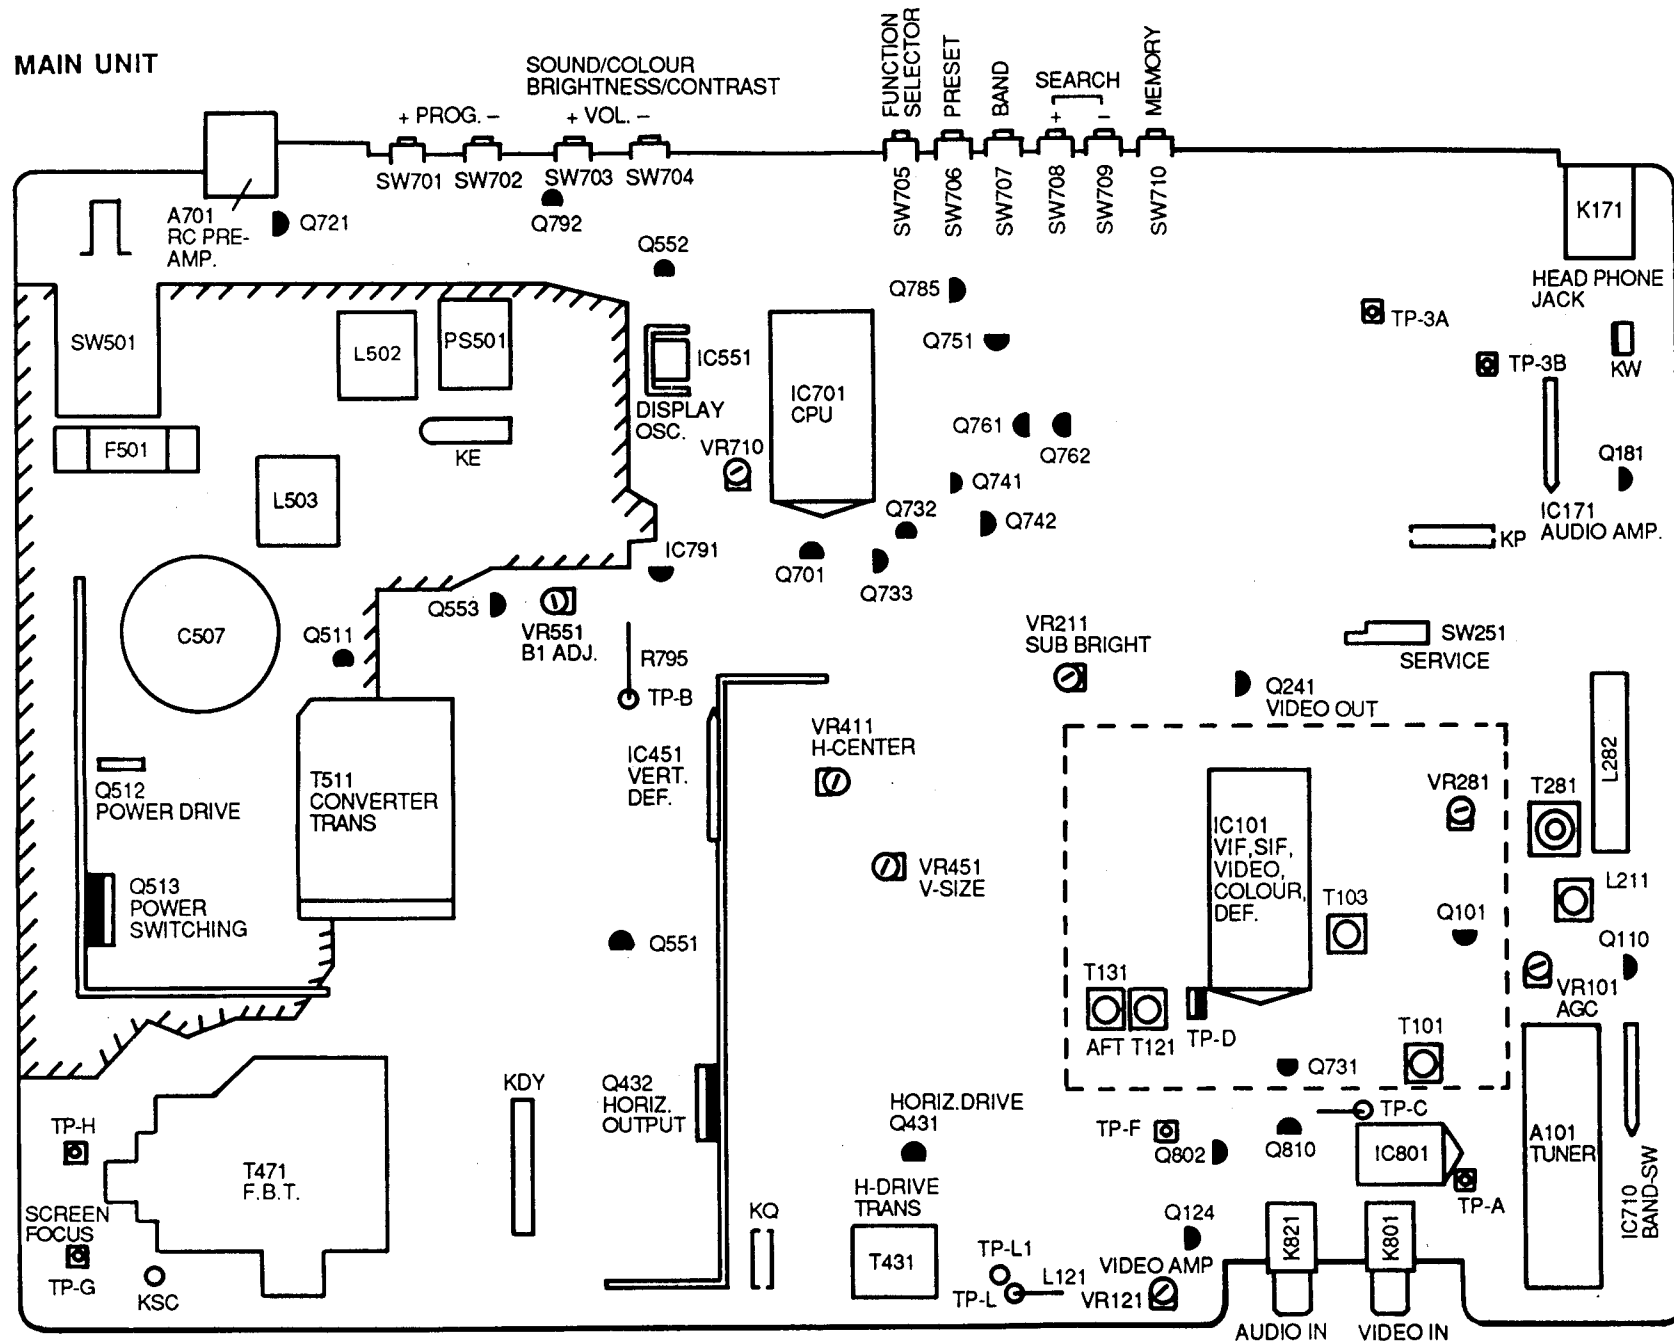 MAIN UNIT
SOUND/COLOUR
BRIGHTNESS/CONTRAST
+ PROG. –
+ VOL. –
FUNCTION
SELECTOR
PRESET
BAND
SEARCH
+
–
MEMORY
SW701
SW702
SW703
SW704
SW705
SW706
SW707
SW708
SW709
SW710
A701
RC PRE-
AMP.
Q721
Q792
Q552
K171
HEAD PHONE
JACK
Q785
TP-3A
SW501
L502
PS501
IC551
DISPLAY
OSC.
IC701
CPU
Q751
TP-3B
KW
F501
KE
VR710
Q761
Q762
Q181
L503
Q741
Q732
Q742
IC171
AUDIO AMP.
KP
IC791
Q701
Q733
C507
Q511
Q553
VR551
B1 ADJ.
R795
TP-B
VR211
SUB BRIGHT
SW251
SERVICE
Q241
VIDEO OUT
VR411
H-CENTER
IC451
VERT.
DEF.
L282
Q512
POWER DRIVE
T511
CONVERTER
TRANS
VR281
T281
IC101
VIF,SIF,
VIDEO,
COLOUR,
DEF.
VR451
V-SIZE
Q513
POWER
SWITCHING
T103
Q101
L211
Q551
Q110
T131
VR101
AGC
AFT
T121
TP-D
T101
Q731
KDY
Q432
HORIZ.
OUTPUT
HORIZ.DRIVE
Q431
TP-H
TP-F
Q802
Q810
TP-C
IC801
A101
TUNER
T471
F.B.T.
H-DRIVE
TRANS
TP-A
IC710
BAND-SW
SCREEN
FOCUS
KQ
Q124
K821
K801
TP-G
KSC
T431
TP-L1
VIDEO AMP
TP-L
L121
VR121
AUDIO IN
VIDEO IN